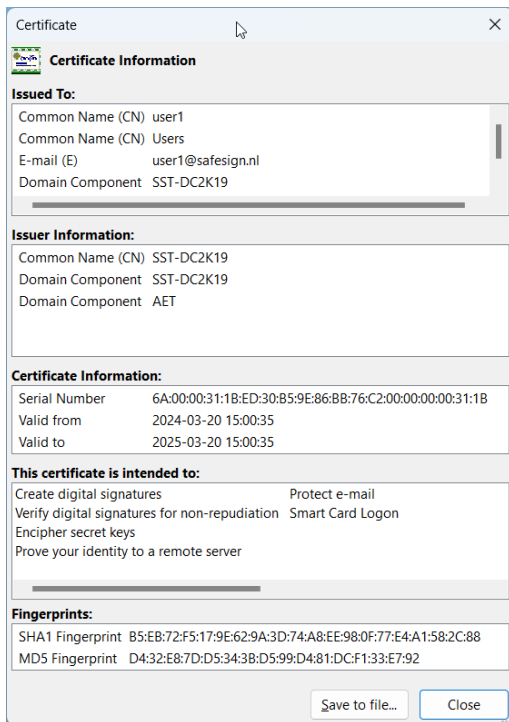 Certificate
Certificate Information
Issued To:
Common Name (CN) user1
Common Name (CN) Users
E-mail (E) user1@safesign.nl
Domain Component SST-DC2K19
Issuer Information:
Common Name (CN) SST-DC2K19
Domain Component SST-DC2K19
Domain Component AET
Certificate Information:
Serial Number 6A:00:00:31:1B:ED:30:B5:9E:86:BB:76:C2:00:00:00:00:31:1B
Valid from 2024-03-20 15:00:35
Valid to 2025-03-20 15:00:35
This certificate is intended to:
Create digital signatures Protect e-mail
Verify digital signatures for non-repudiation Smart Card Logon
Encipher secret keys
Prove your identity to a remote server
Fingerprints:
SHA1 Fingerprint B5:EB:72:F5:17:9E:62:9A:3D:74:A8:EE:98:0F:77:E4:A1:58:2C:88
MD5 Fingerprint D4:32:E8:7D:D5:34:3B:D5:99:D4:81:DC:F1:33:E7:92
Save to file... Close